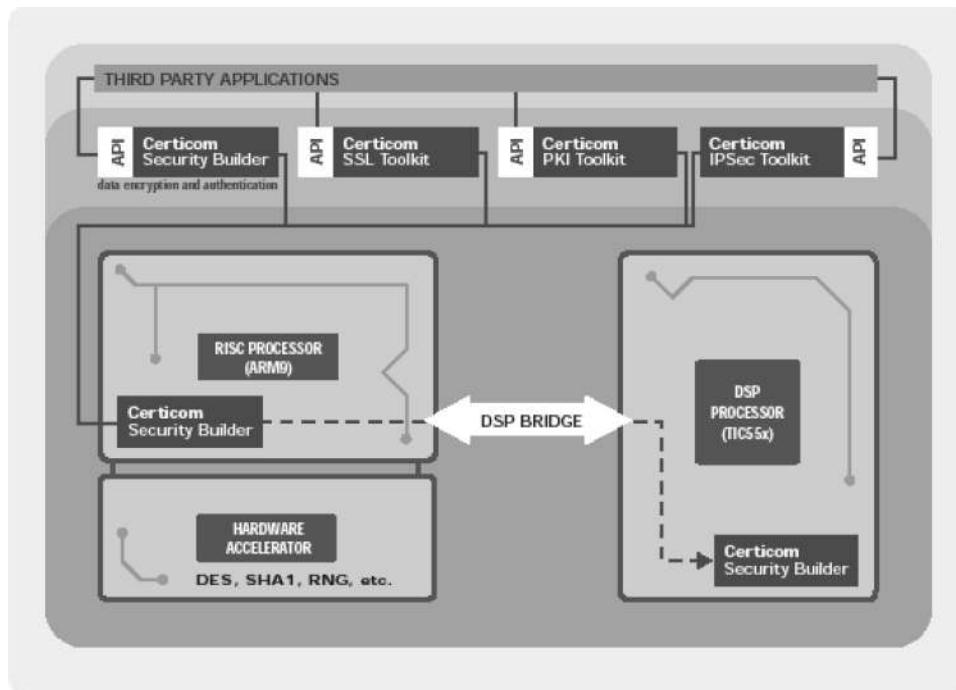 THIRD PARTY APPLICATIONS
API
Certicom
Security Builder
data encryption and authentication
API
Certicom
SSL Toolkit
API
Certicom
PKI Toolkit
Certicom
IPSec Toolkit
API
RISC PROCESSOR
(ARM9)
Certicom
Security Builder
DSP BRIDGE
DSP
PROCESSOR
(TIC55x)
HARDWARE
ACCELERATOR
DES, SHA1, RNG, etc.
Certicom
Security Builder